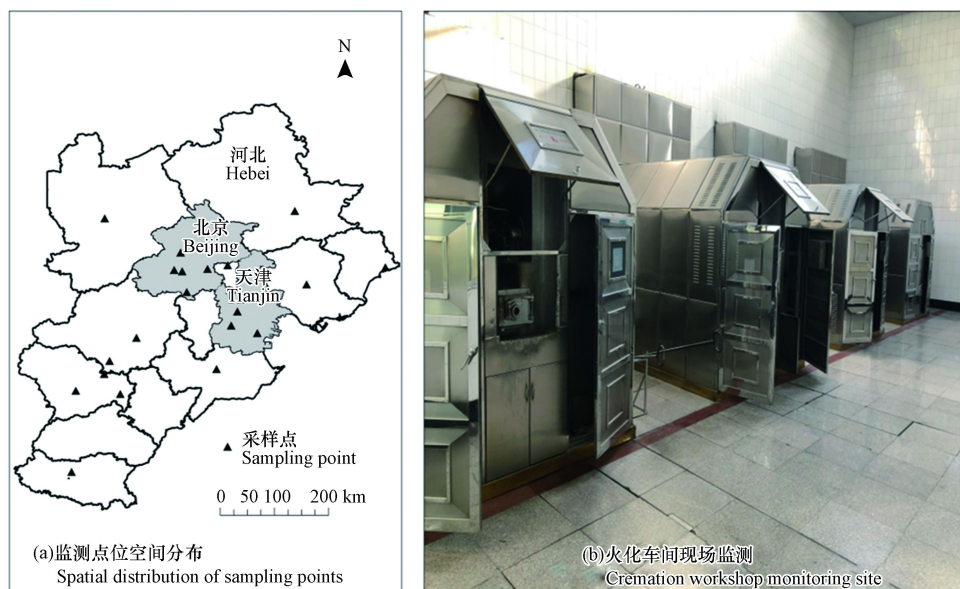 N
河北
Hebei
北京
Beijing
天津
Tianjin
采样点
Sampling point
0 50 100 200 km
(a)监测点位空间分布
Spatial distribution of sampling points
(b)火化车间现场监测
Cremation workshop monitoring site